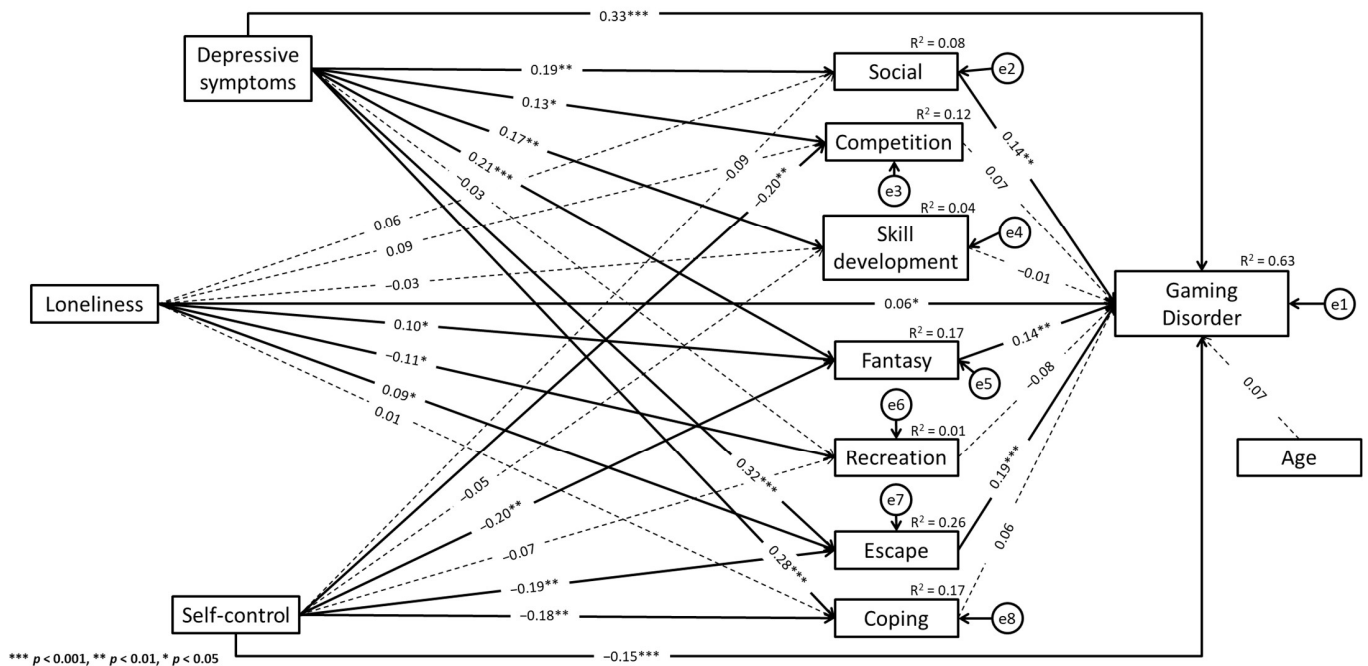 0.33***
R² = 0.08
Depressive
symptoms
0.19**
Social
e2
0.13*
R² = 0.12
Competition
0.17**
−0.09
0.14**
0.21***
−0.20**
0.07
−0.03
e3
R² = 0.04
0.06
Skill
development
e4
0.09
−0.01
R² = 0.63
−0.03
Loneliness
0.06*
Gaming
Disorder
e1
0.10*
R² = 0.17
0.14**
Fantasy
−0.11*
e5
−0.08
0.09*
0.07
e6
0.01
R² = 0.01
Recreation
Age
0.32***
0.19***
−0.05
e7
−0.20**
R² = 0.26
−0.07
Escape
0.06
0.28***
−0.19**
R² = 0.17
Self-control
−0.18**
Coping
e8
−0.15***
*** p < 0.001, ** p < 0.01, * p < 0.05